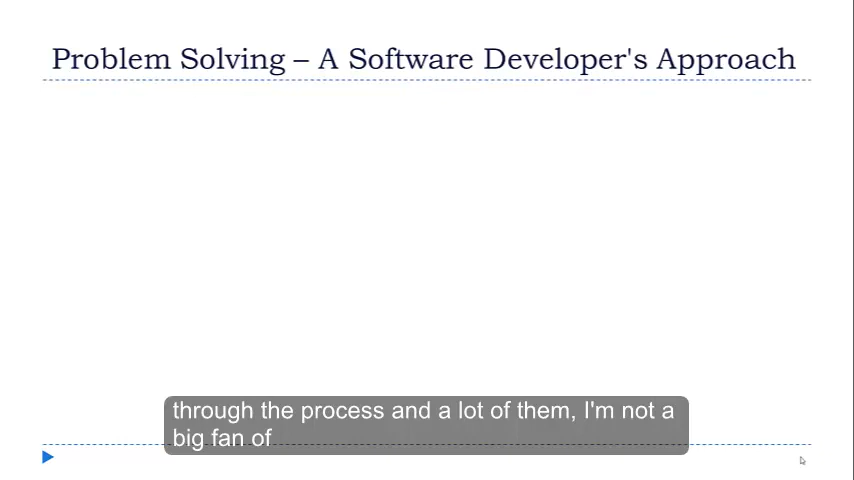 Problem Solving – A Software Developer's Approach
through the process and a lot of them, I'm not a
big fan of